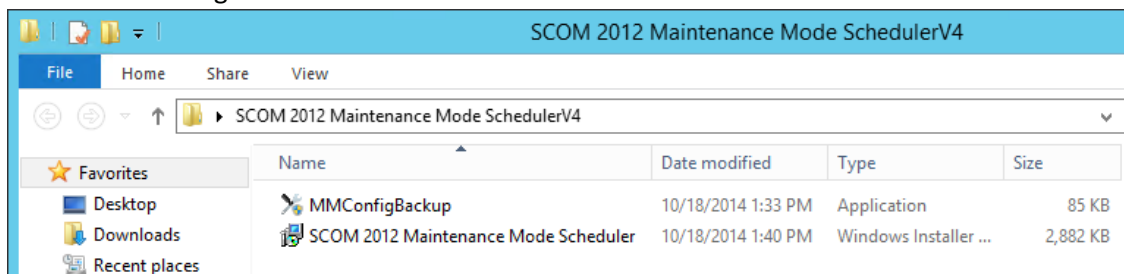 SCOM 2012 Maintenance Mode SchedulerV4
File Home Share View
SCOM 2012 Maintenance Mode SchedulerV4
Favorites
Desktop
Downloads
Recent places
Name Date modified Type Size
MMConfigBackup 10/18/2014 1:33 PM Application 85 KB
SCOM 2012 Maintenance Mode Scheduler 10/18/2014 1:40 PM Windows Installer ... 2,882 KB